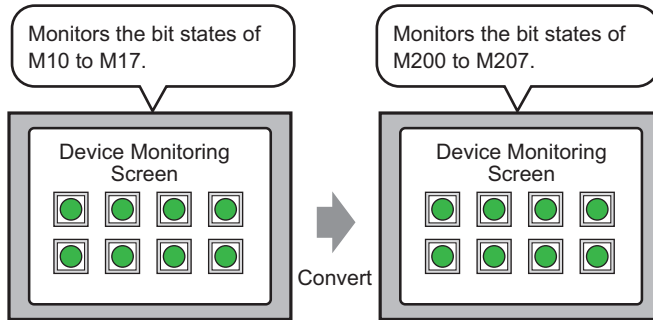 Monitors the bit states of
M10 to M17.
Monitors the bit states of
M200 to M207.
Device Monitoring
Screen
Convert
Device Monitoring
Screen